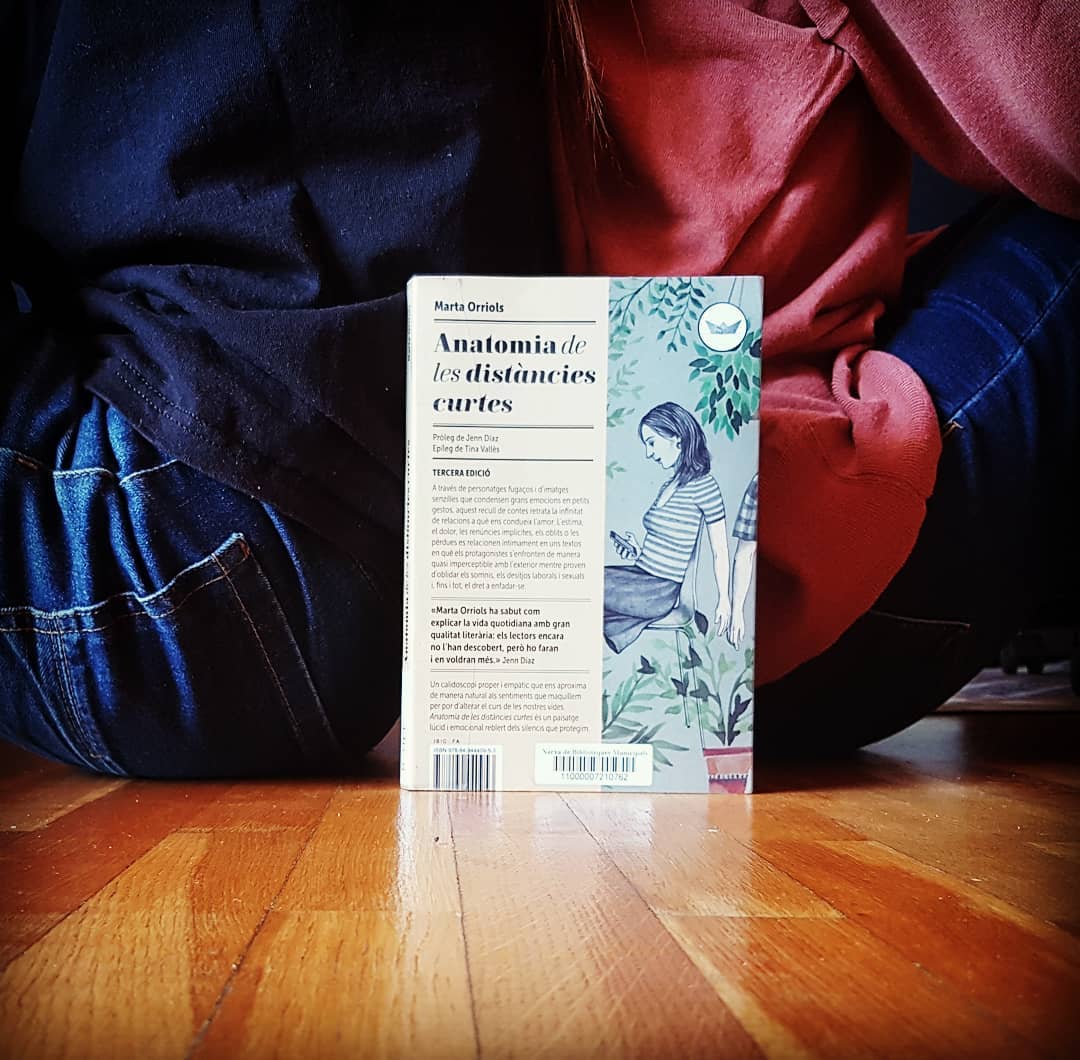 Marta Orriols
Anatomia de
les distàncies
curtes
Pròleg de Jenn Díaz
Epíleg de Tina Vallès
TERCERA EDICIÓ
A través de personatges fugaços i d'imatges
senzilles que condensen grans emocions en petits
gestos, aquest recull de contes retrata la infinitat
de relacions a què ens condueix l'amor. L'estima,
el dolor, les renúncies implícites, els oblits o les
pèrdues es relacionen íntimament en uns textos
en què els protagonistes s'enfronten de manera
quasi imperceptible amb l'exterior mentre proven
d'oblidar els somnis, els desitjos laborals i sexuals
i, fins i tot, el dret a enfadar-se.
«Marta Orriols ha sabut com
explicar la vida quotidiana amb gran
qualitat literària: els lectors encara
no l'han descobert, però ho faran
i en voldran més.» Jenn Díaz
Un calidoscopi proper i empàtic que ens aproxima
de manera natural als sentiments que maquillem
per por d'alterar el curs de les nostres vides.
Anatomia de les distàncies curtes és un paisatge
lúcid i emocional reblert dels silencis que protegim.
IBIC: FA
Xarxa de Biblioteques Municipals
11000007210762